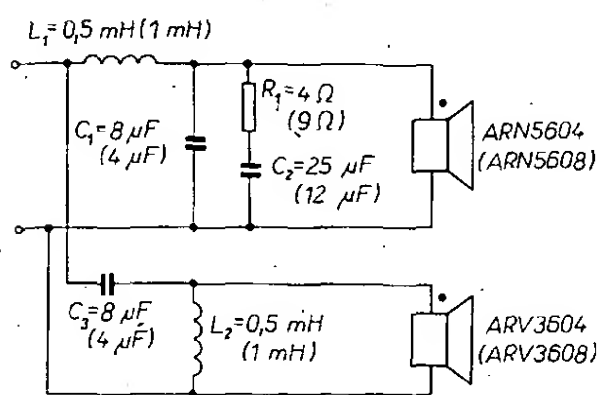 L₁=0,5 mH (1 mH)
R₁=4 Ω
(9 Ω)
C₁=8 µF
(4 µF)
C₂=25 µF
(12 µF)
ARN5604
(ARN5608)
C₃=8 µF
(4 µF)
L₂=0,5 mH
(1 mH)
ARV3604
(ARV3608)